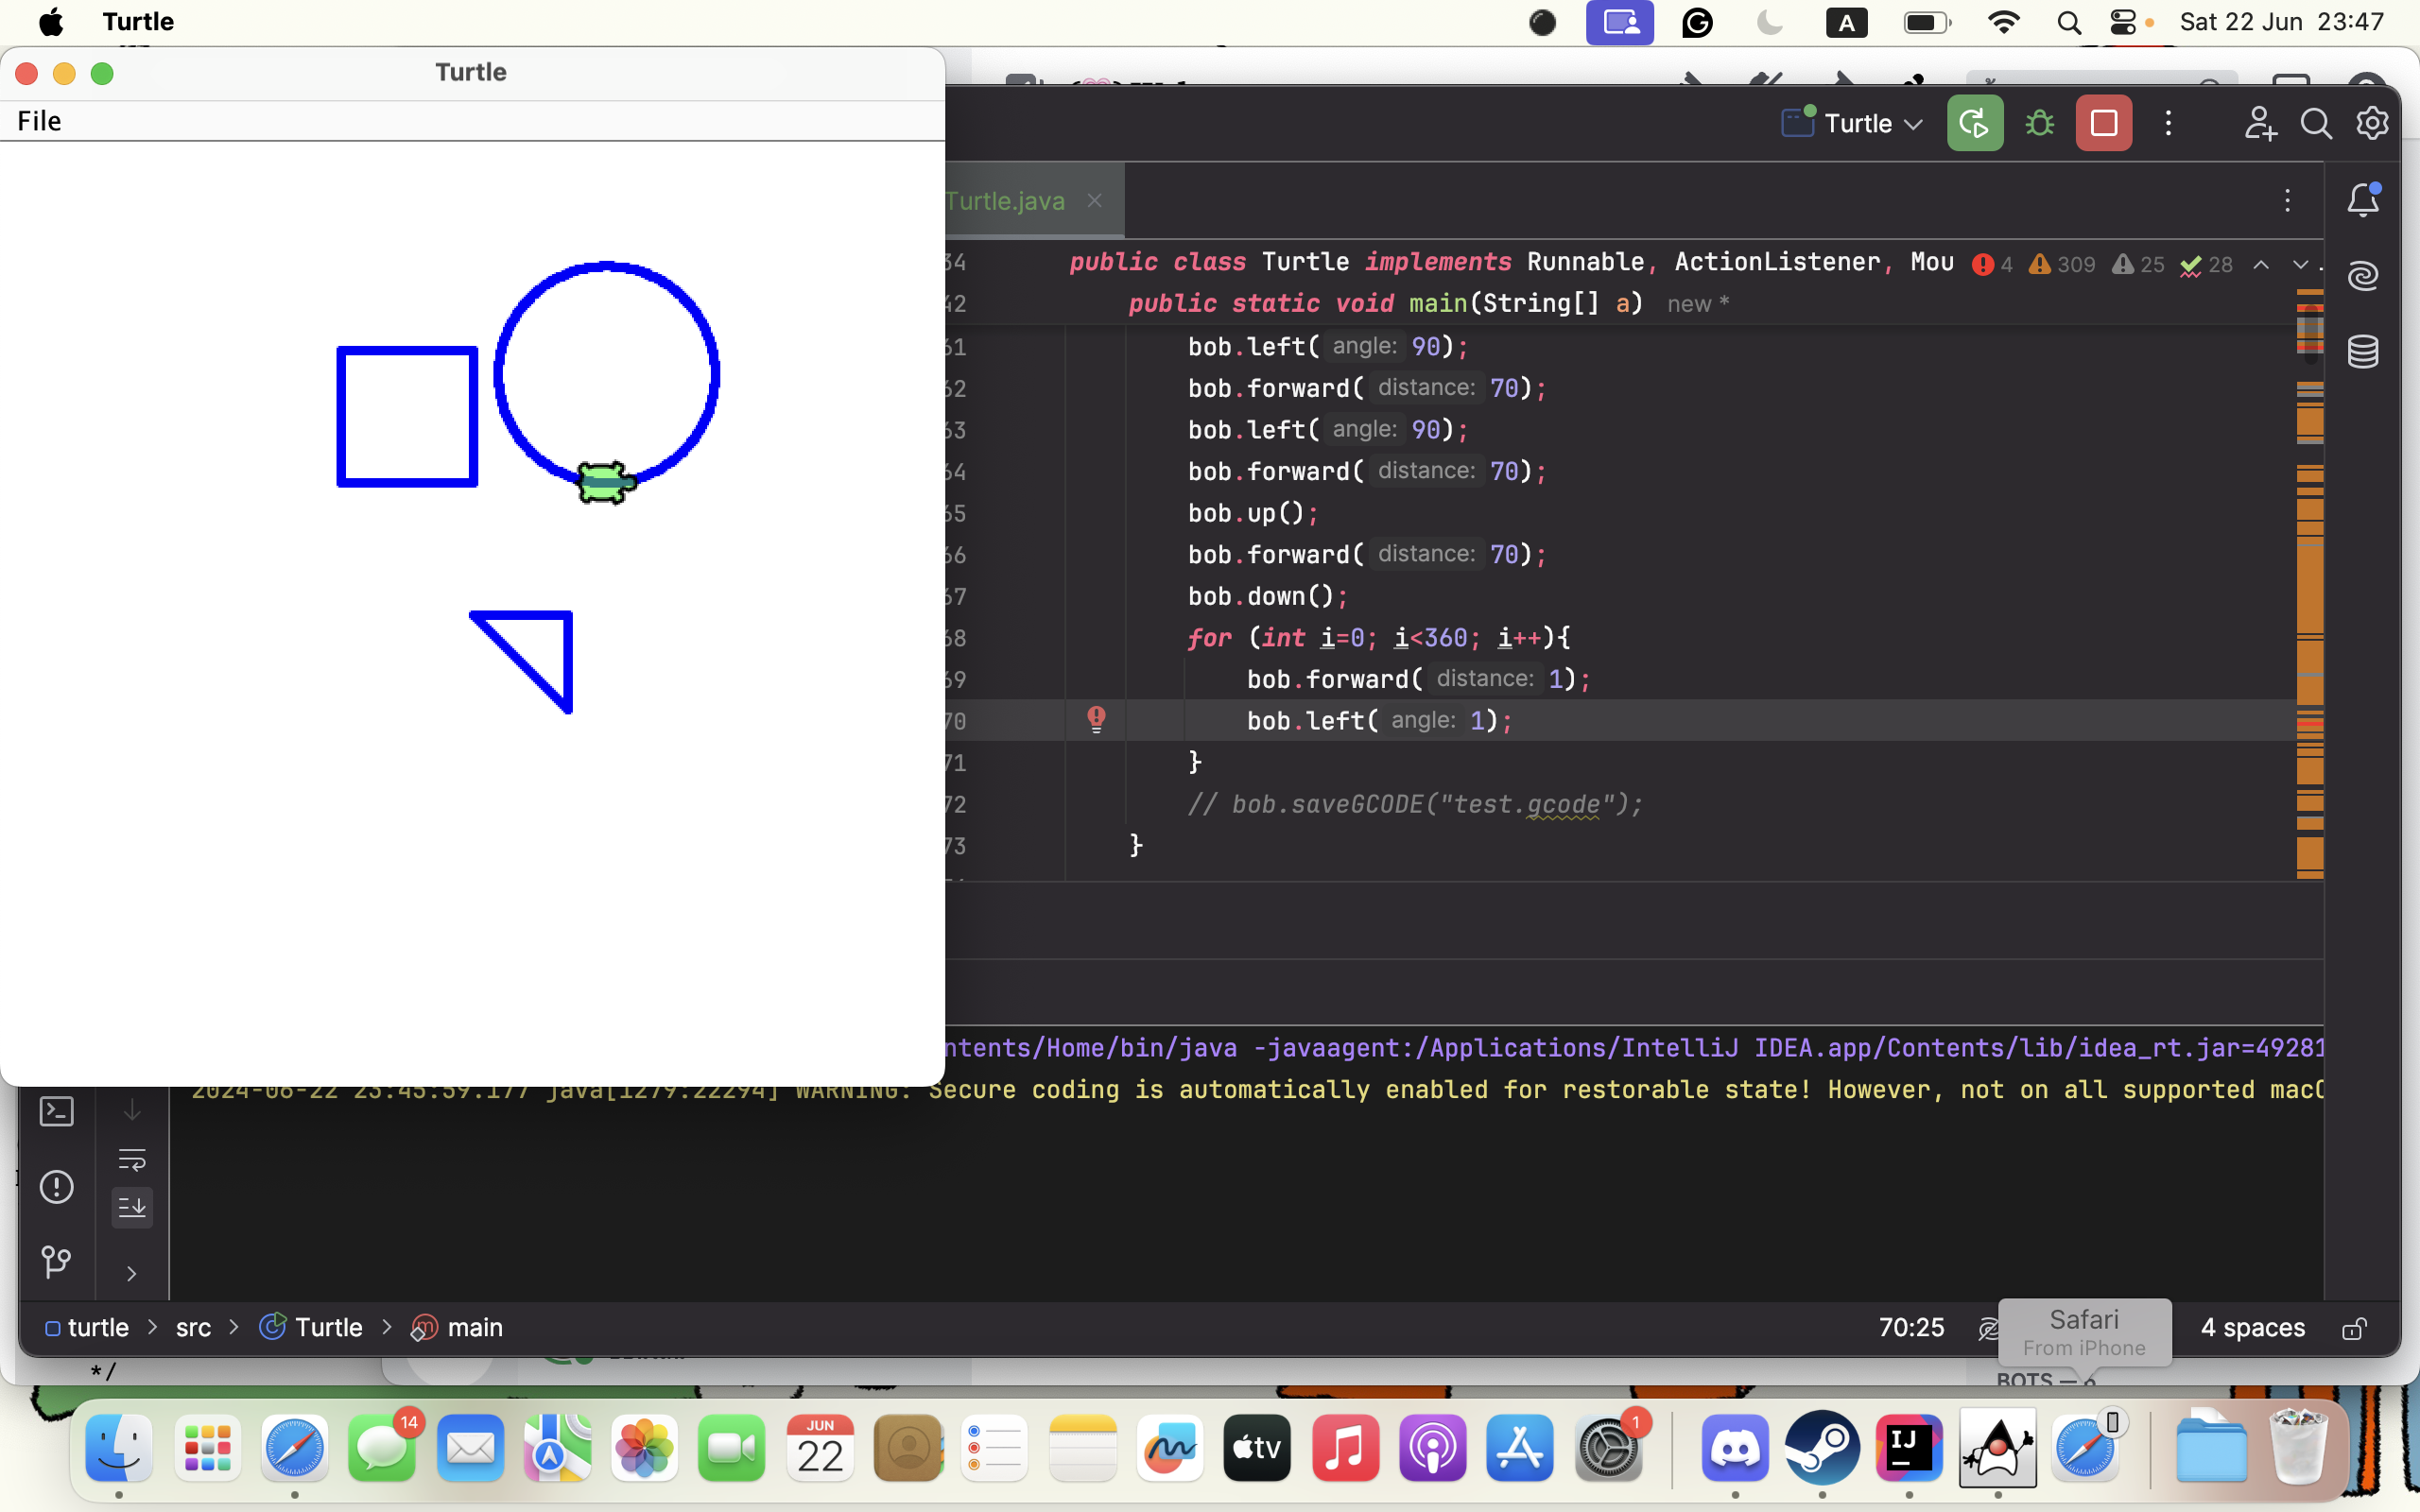 Turtle
A
Sat 22 Jun 23:47
Turtle
File
Turtle
Turtle.java
34 public class Turtle implements Runnable, ActionListener, Mou 4 309 25 28
42 public static void main(String[] a) new *
61 bob.left( angle: 90);
62 bob.forward( distance: 70);
63 bob.left( angle: 90);
64 bob.forward( distance: 70);
65 bob.up();
66 bob.forward( distance: 70);
67 bob.down();
68 for (int i=0; i<360; i++){
69 bob.forward( distance: 1);
70 bob.left( angle: 1);
71 }
72 // bob.saveGCODE("test.gcode");
73 }
ntents/Home/bin/java -javaagent:/Applications/IntelliJ IDEA.app/Contents/lib/idea_rt.jar=49281
2024-06-22 23:45:59.177 java[1279:22294] WARNING: Secure coding is automatically enabled for restorable state! However, not on all supported macO
turtle > src > Turtle > main
70:25
4 spaces
Safari
From iPhone
*/
BOTS —
14
JUN
22
tv
1
IJ